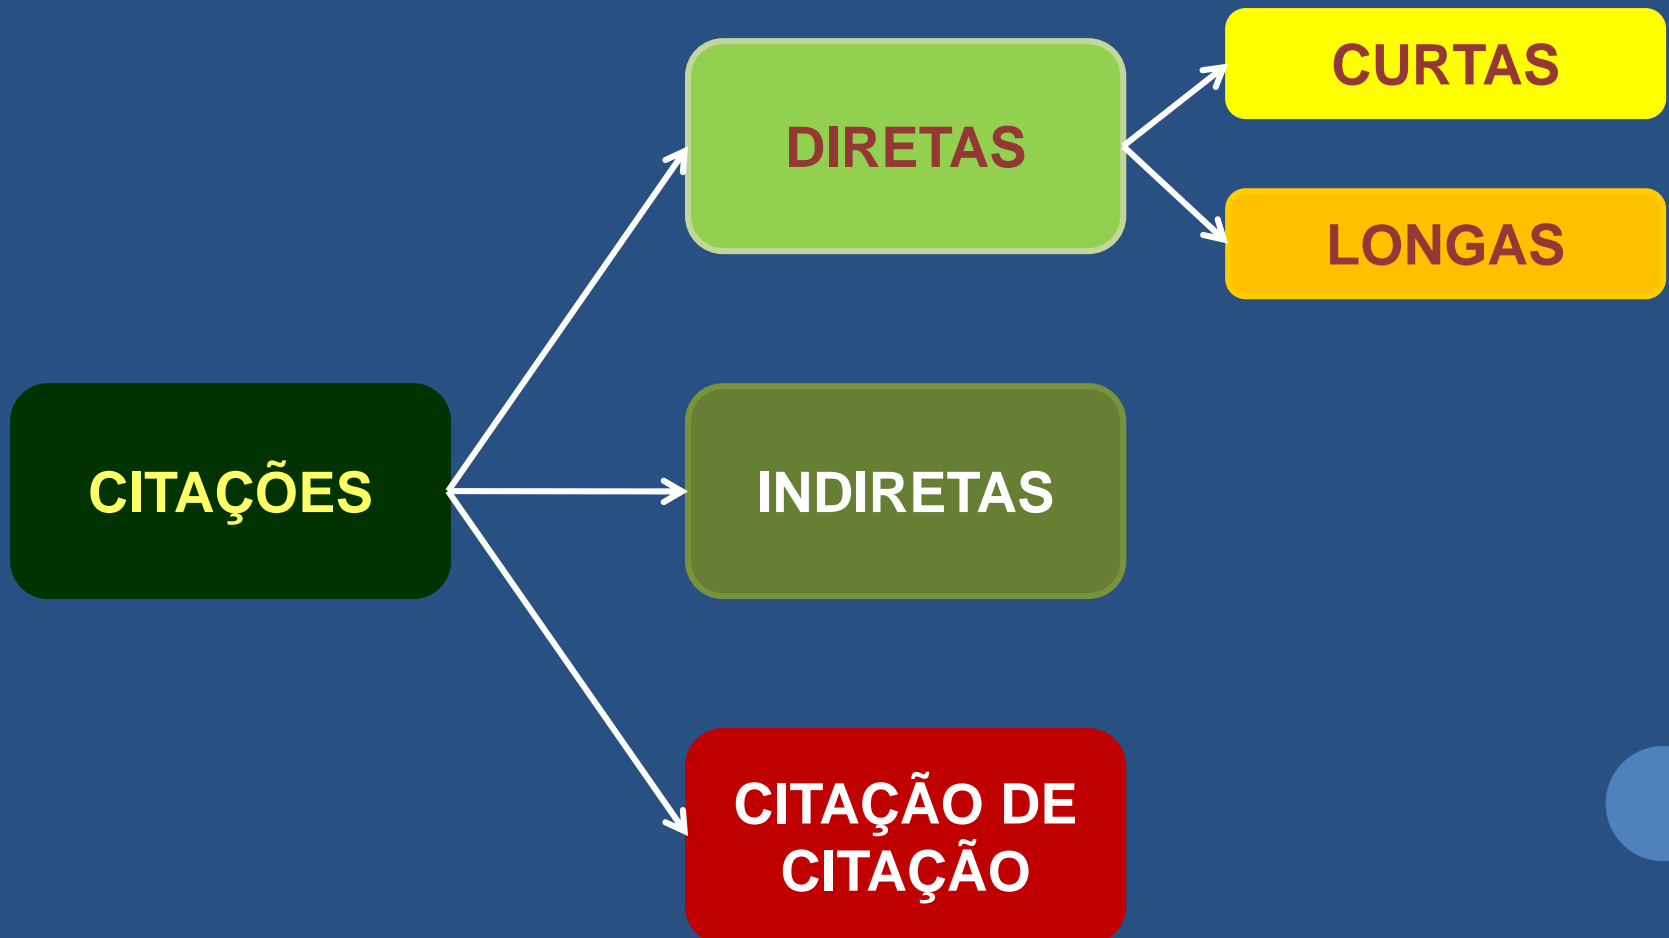 CURTAS
DIRETAS
LONGAS
CITAÇÕES
INDIRETAS
CITAÇÃO DE
CITAÇÃO